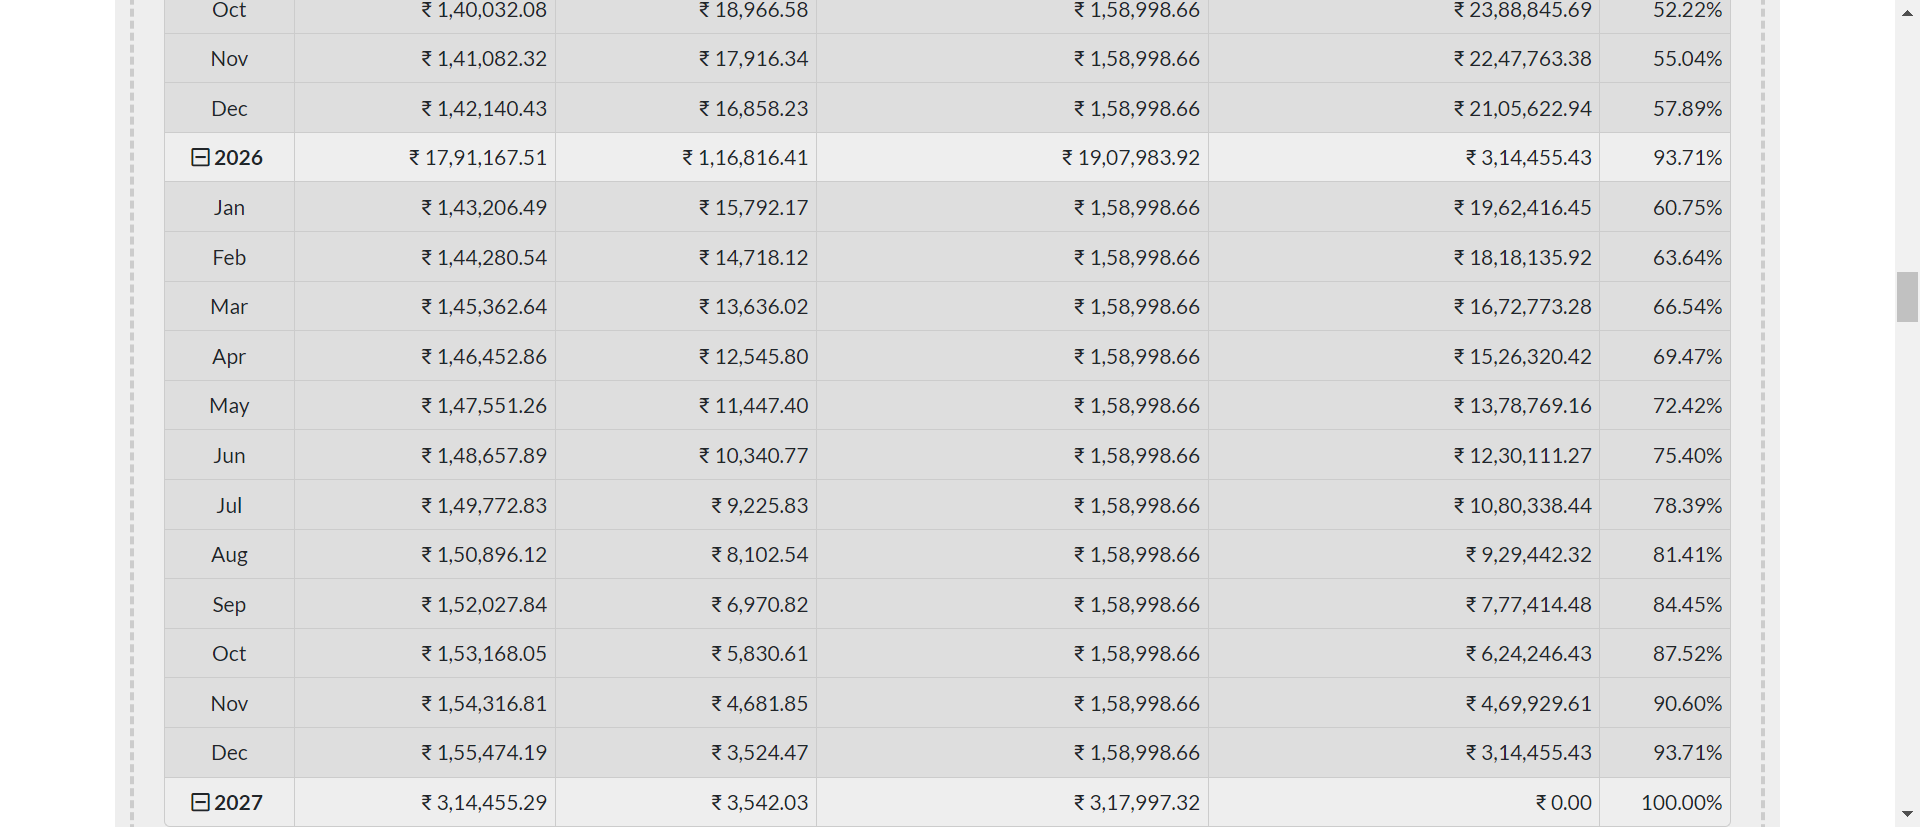 Oct ₹ 1,40,032.08 ₹ 18,966.58 ₹ 1,58,998.66 ₹ 23,88,845.69 52.22%
Nov ₹ 1,41,082.32 ₹ 17,916.34 ₹ 1,58,998.66 ₹ 22,47,763.38 55.04%
Dec ₹ 1,42,140.43 ₹ 16,858.23 ₹ 1,58,998.66 ₹ 21,05,622.94 57.89%
2026 ₹ 17,91,167.51 ₹ 1,16,816.41 ₹ 19,07,983.92 ₹ 3,14,455.43 93.71%
Jan ₹ 1,43,206.49 ₹ 15,792.17 ₹ 1,58,998.66 ₹ 19,62,416.45 60.75%
Feb ₹ 1,44,280.54 ₹ 14,718.12 ₹ 1,58,998.66 ₹ 18,18,135.92 63.64%
Mar ₹ 1,45,362.64 ₹ 13,636.02 ₹ 1,58,998.66 ₹ 16,72,773.28 66.54%
Apr ₹ 1,46,452.86 ₹ 12,545.80 ₹ 1,58,998.66 ₹ 15,26,320.42 69.47%
May ₹ 1,47,551.26 ₹ 11,447.40 ₹ 1,58,998.66 ₹ 13,78,769.16 72.42%
Jun ₹ 1,48,657.89 ₹ 10,340.77 ₹ 1,58,998.66 ₹ 12,30,111.27 75.40%
Jul ₹ 1,49,772.83 ₹ 9,225.83 ₹ 1,58,998.66 ₹ 10,80,338.44 78.39%
Aug ₹ 1,50,896.12 ₹ 8,102.54 ₹ 1,58,998.66 ₹ 9,29,442.32 81.41%
Sep ₹ 1,52,027.84 ₹ 6,970.82 ₹ 1,58,998.66 ₹ 7,77,414.48 84.45%
Oct ₹ 1,53,168.05 ₹ 5,830.61 ₹ 1,58,998.66 ₹ 6,24,246.43 87.52%
Nov ₹ 1,54,316.81 ₹ 4,681.85 ₹ 1,58,998.66 ₹ 4,69,929.61 90.60%
Dec ₹ 1,55,474.19 ₹ 3,524.47 ₹ 1,58,998.66 ₹ 3,14,455.43 93.71%
2027 ₹ 3,14,455.29 ₹ 3,542.03 ₹ 3,17,997.32 ₹ 0.00 100.00%